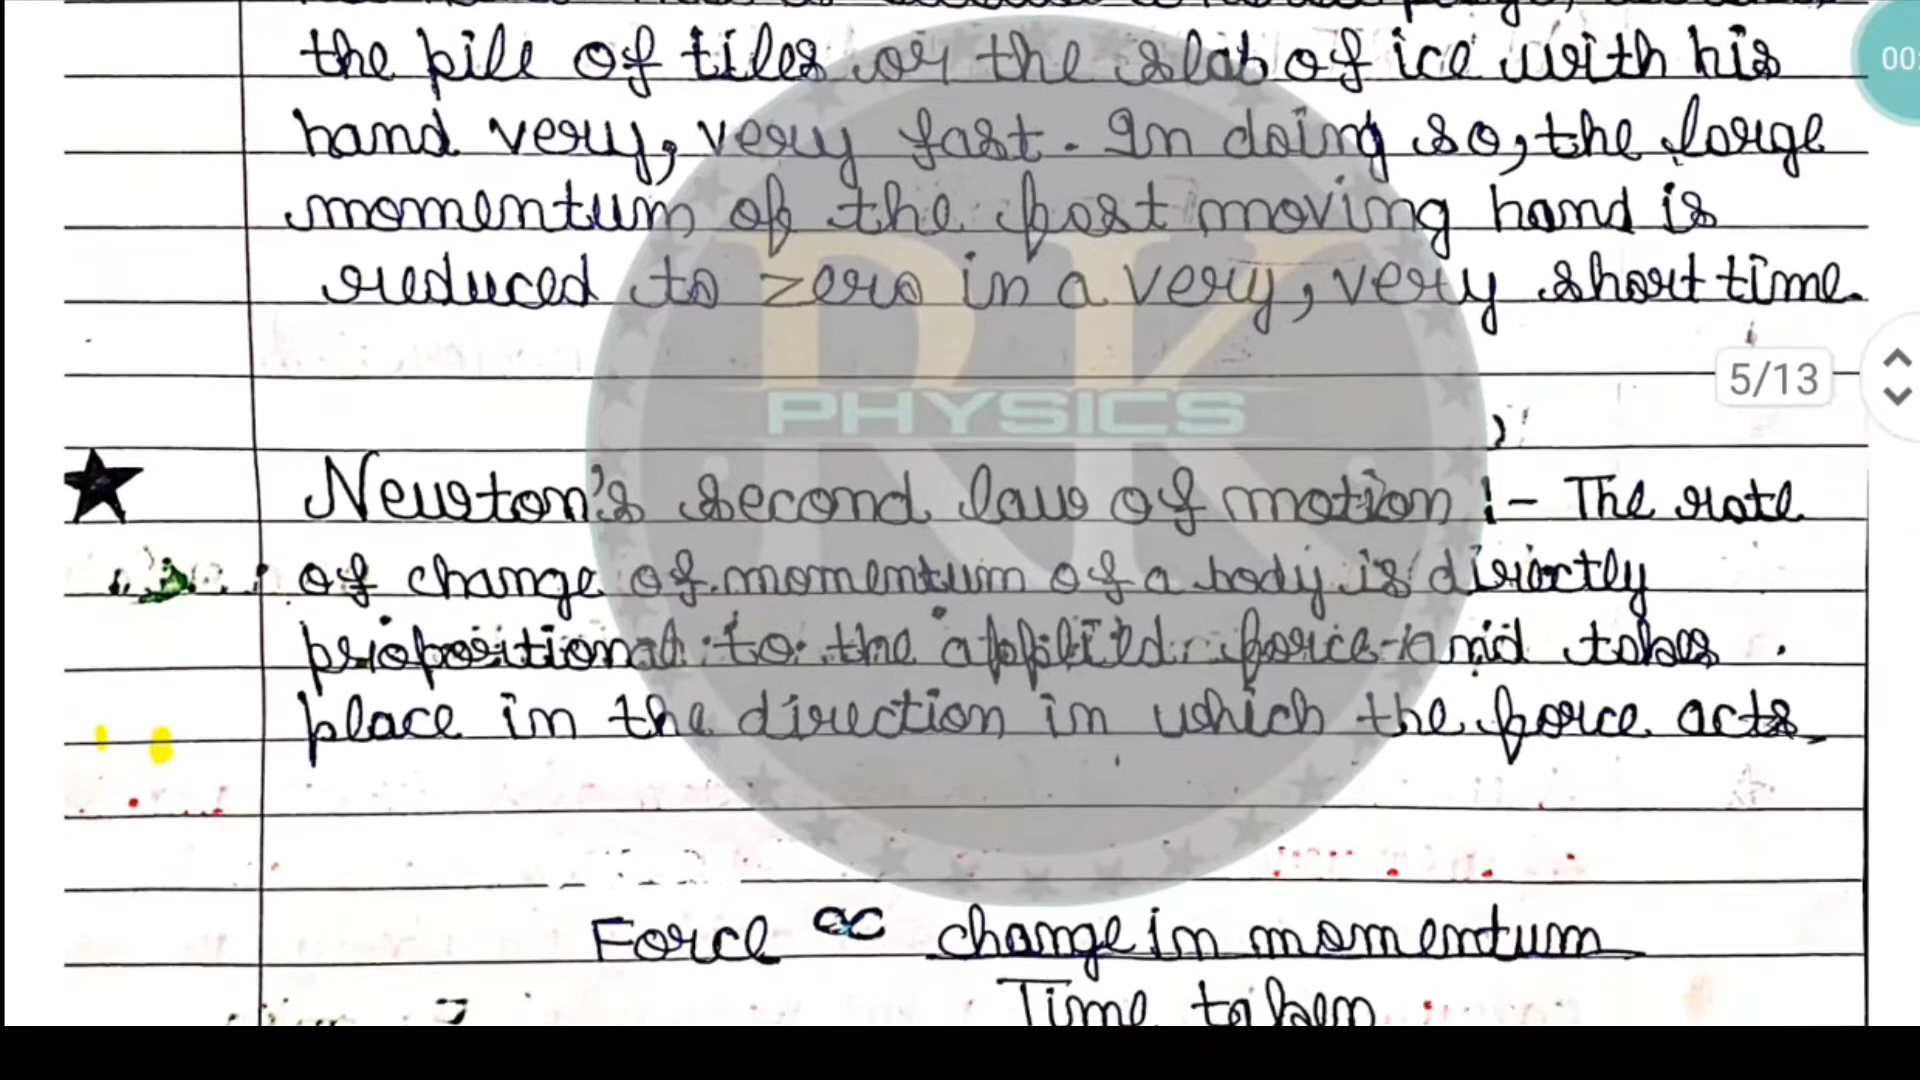 the pile of tiles or the slab of ice with his
00:
hand very, very fast. In doing so, the large
momentum of the fast moving hand is
reduced to zero in a very, very short time.
5/13
PHYSICS
Newton's second law of motion :- The rate
of change of momentum of a body is directly
proportional to the applied force and takes
place in the direction in which the force acts.
Force ∝ change in momentum
Time taken